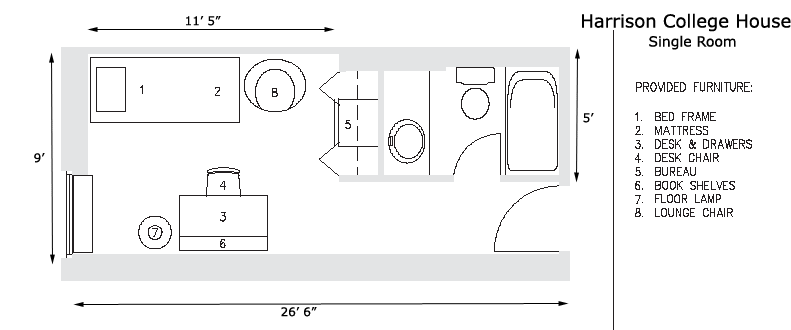 Harrison College House
Single Room
11' 5"
9'
5'
26' 6"
1
2
8
5
4
3
6
7
PROVIDED FURNITURE:
1. BED FRAME
2. MATTRESS
3. DESK & DRAWERS
4. DESK CHAIR
5. BUREAU
6. BOOK SHELVES
7. FLOOR LAMP
8. LOUNGE CHAIR